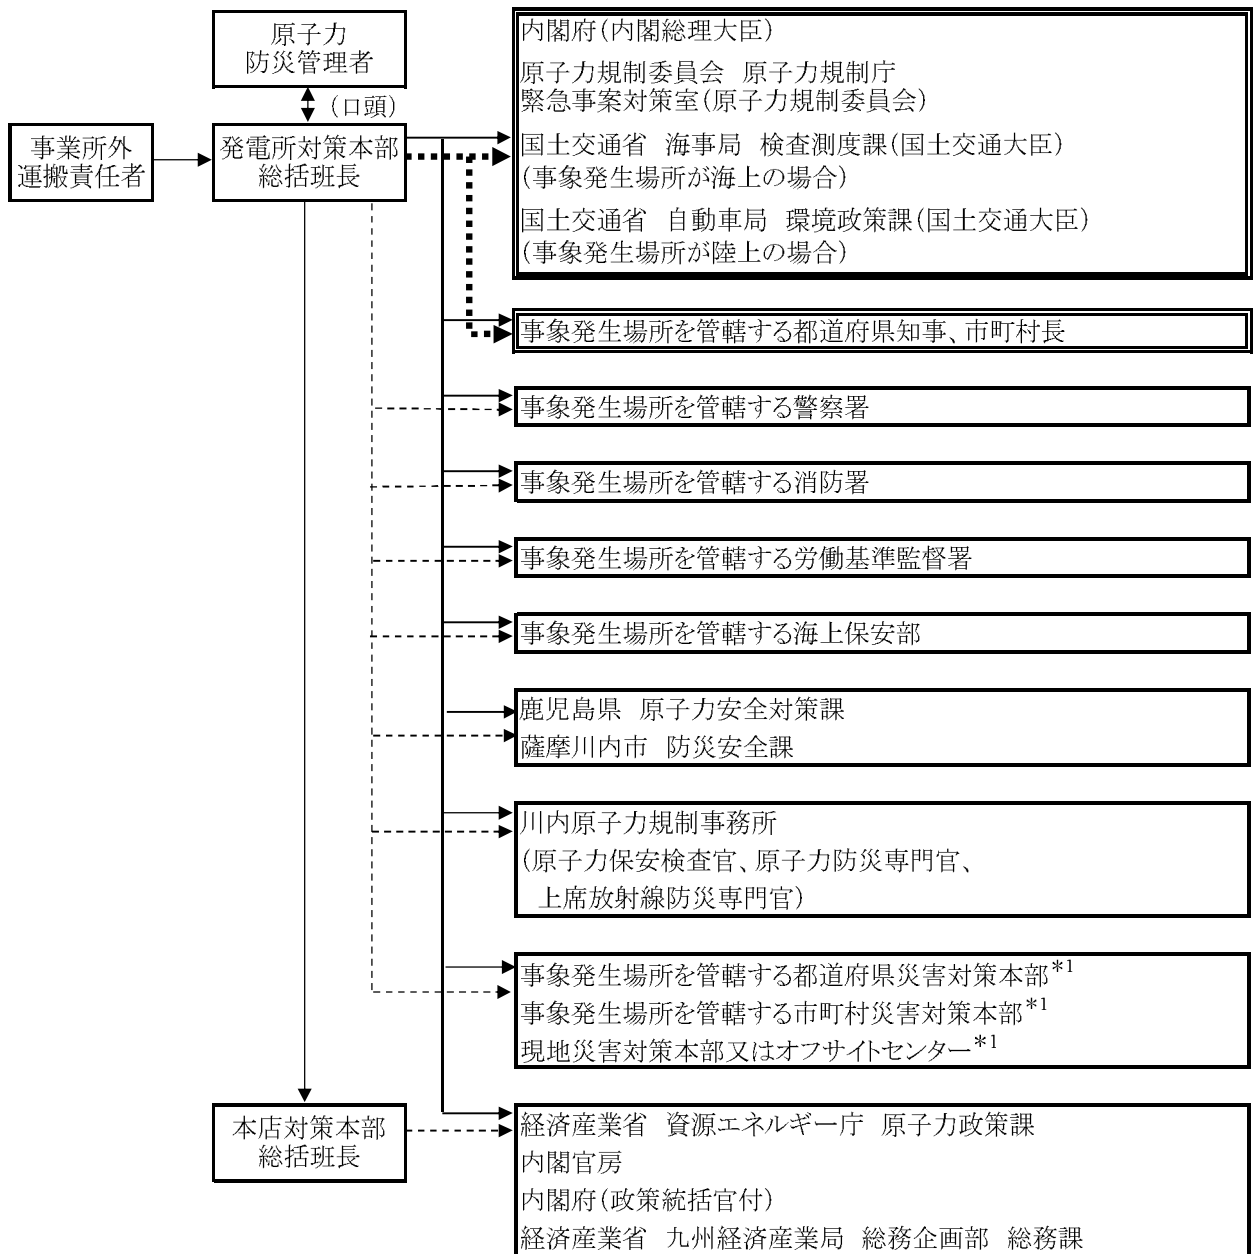 原子力
防災管理者
(口頭)
事業所外
運搬責任者
発電所対策本部
総括班長
内閣府(内閣総理大臣)
原子力規制委員会 原子力規制庁
緊急事案対策室(原子力規制委員会)
国土交通省 海事局 検査測度課(国土交通大臣)
(事象発生場所が海上の場合)
国土交通省 自動車局 環境政策課(国土交通大臣)
(事象発生場所が陸上の場合)
事象発生場所を管轄する都道府県知事、市町村長
事象発生場所を管轄する警察署
事象発生場所を管轄する消防署
事象発生場所を管轄する労働基準監督署
事象発生場所を管轄する海上保安部
鹿児島県 原子力安全対策課
薩摩川内市 防災安全課
川内原子力規制事務所
(原子力保安検査官、原子力防災専門官、
上席放射線防災専門官)
事象発生場所を管轄する都道府県災害対策本部*1
事象発生場所を管轄する市町村災害対策本部*1
現地災害対策本部又はオフサイトセンター*1
本店対策本部
総括班長
経済産業省 資源エネルギー庁 原子力政策課
内閣官房
内閣府(政策統括官付)
経済産業省 九州経済産業局 総務企画部 総務課